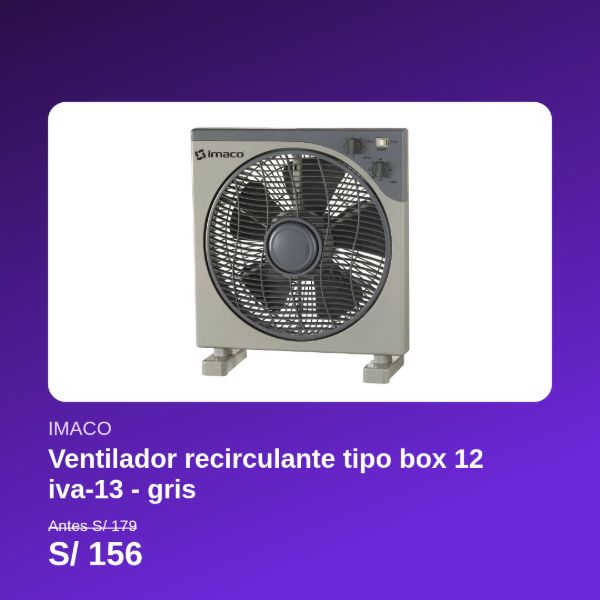 imaco
IMACO
Ventilador recirculante tipo box 12
iva-13 - gris
Antes S/ 179
S/ 156